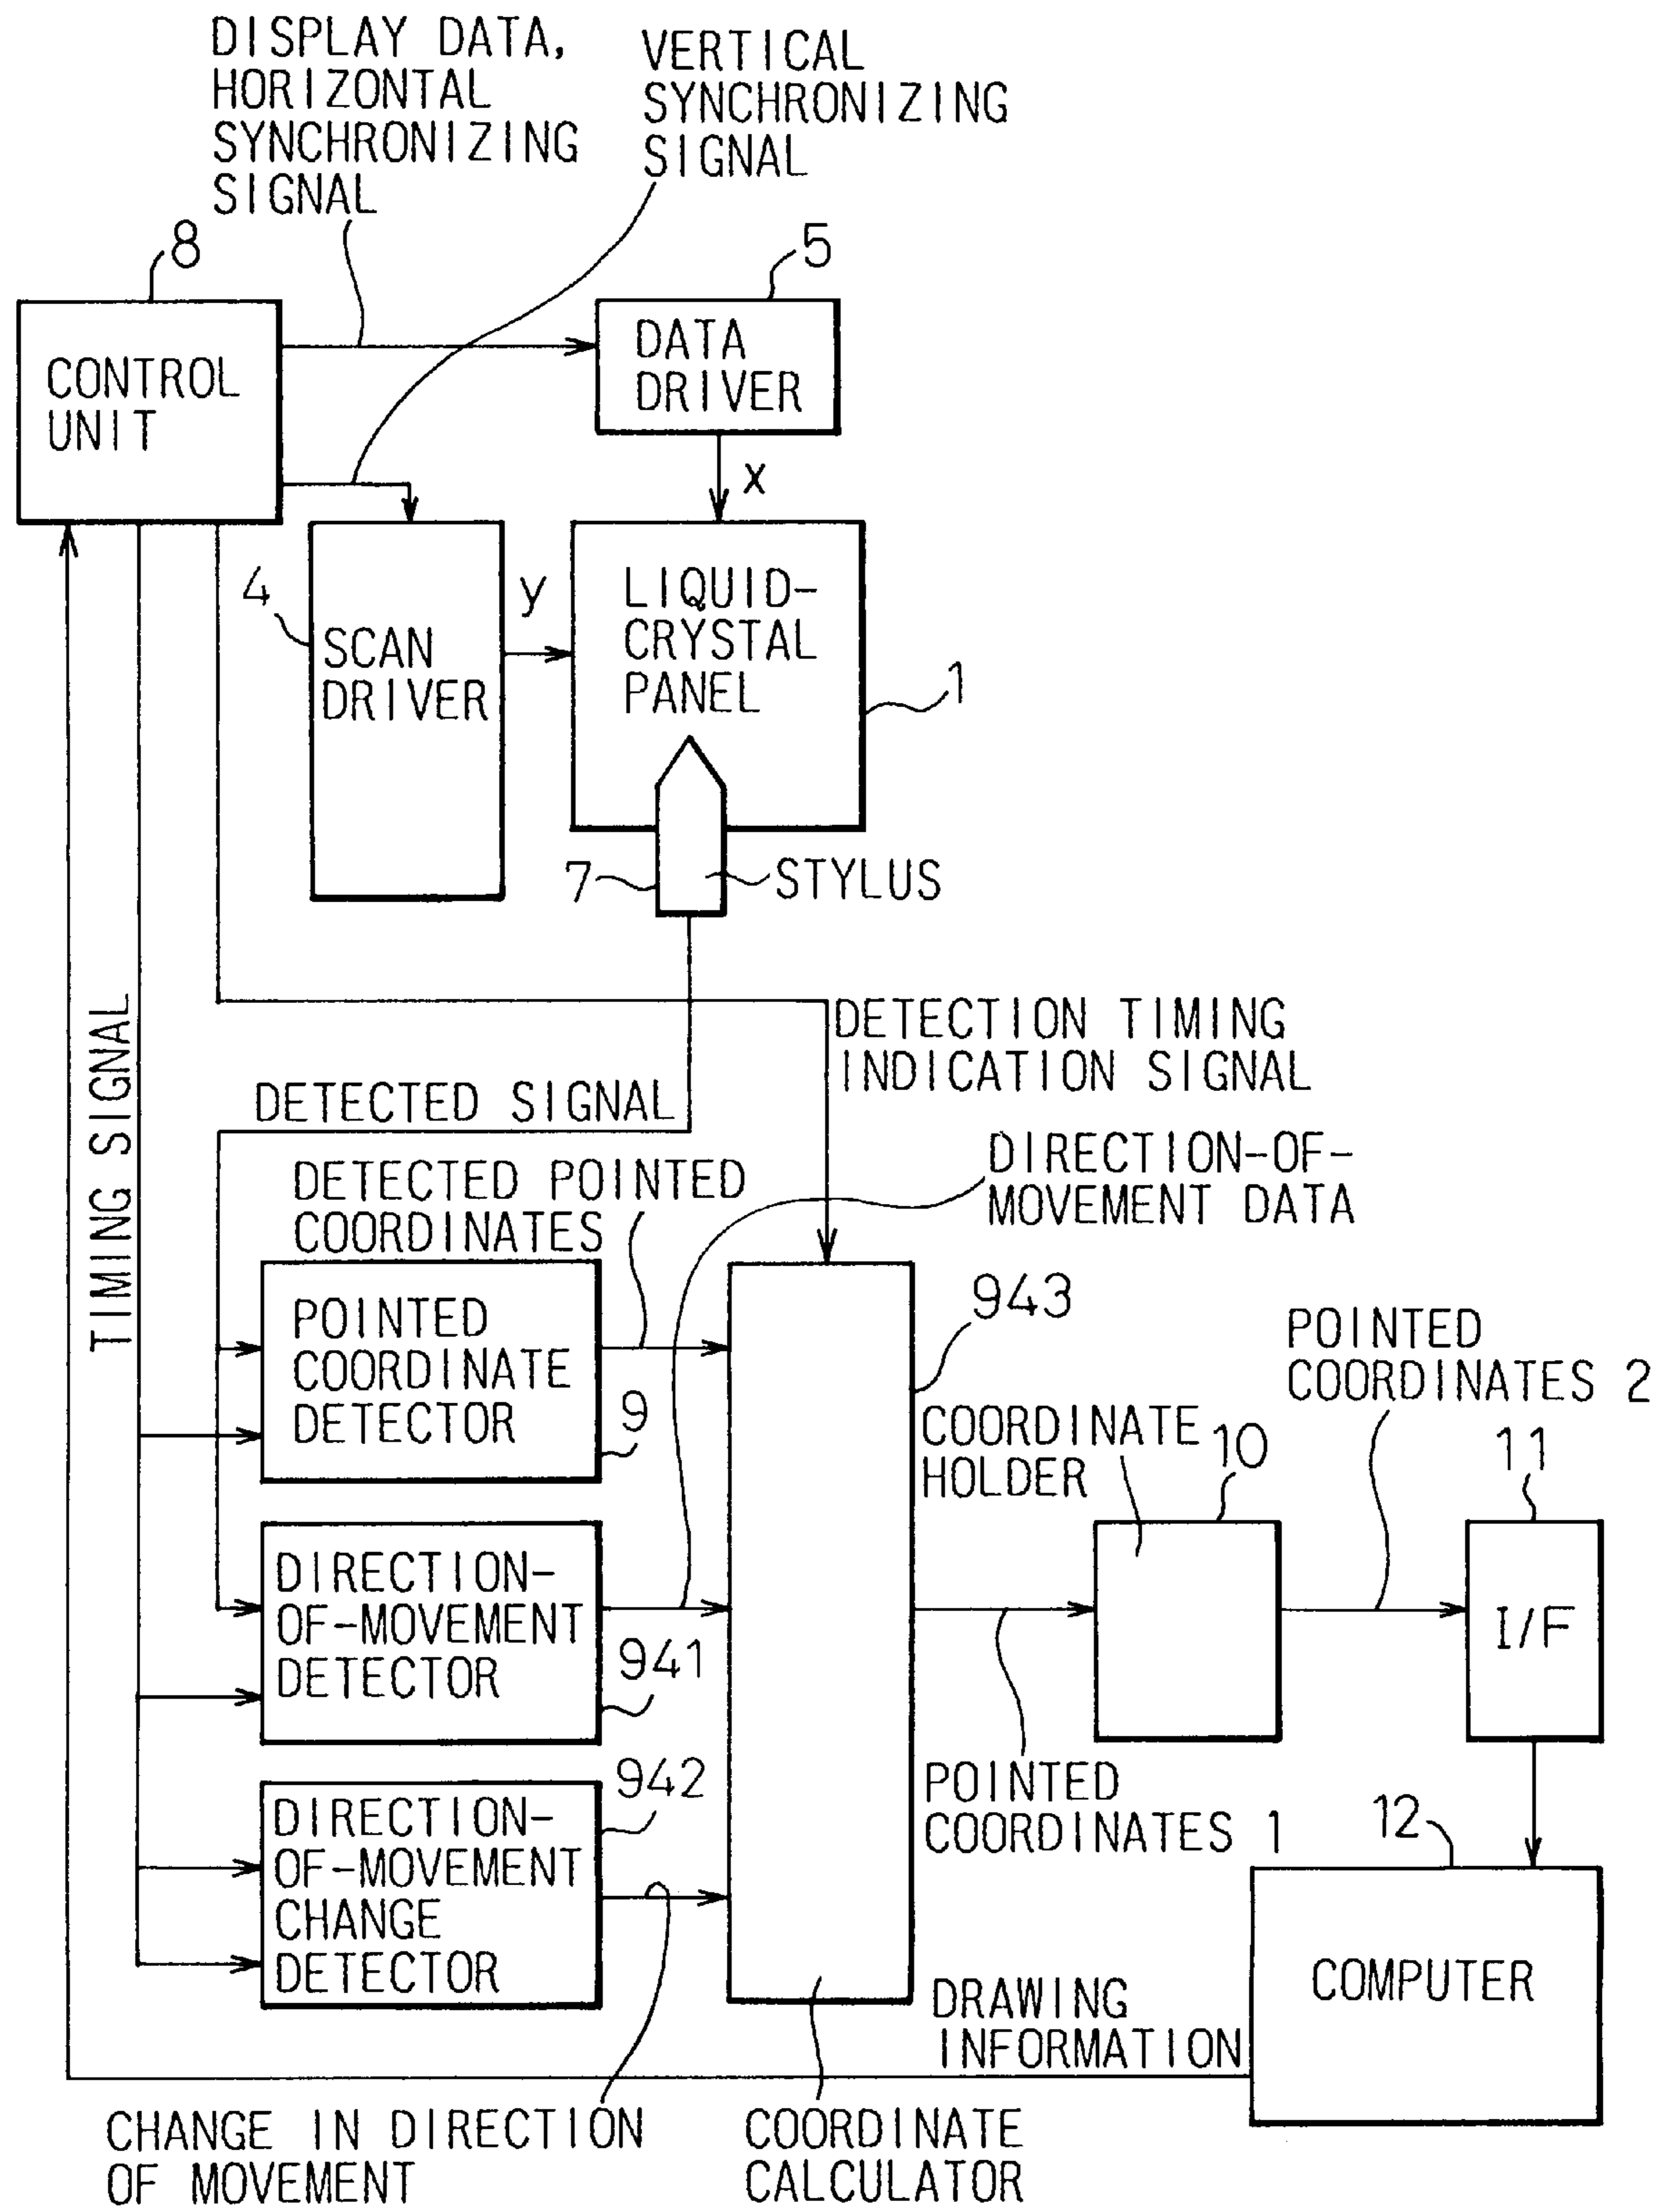 DISPLAY DATA,
HORIZONTAL
SYNCHRONIZING
SIGNAL
VERTICAL
SYNCHRONIZING
SIGNAL
8
5
CONTROL
UNIT
DATA
DRIVER
x
4
SCAN
DRIVER
y
LIQUID-
CRYSTAL
PANEL
1
7
STYLUS
TIMING SIGNAL
DETECTION TIMING
INDICATION SIGNAL
DETECTED SIGNAL
DIRECTION-OF-
MOVEMENT DATA
DETECTED POINTED
COORDINATES
POINTED
COORDINATE
DETECTOR
9
943
POINTED
COORDINATES 2
COORDINATE
HOLDER
10
11
I/F
DIRECTION-
OF-MOVEMENT
DETECTOR
941
POINTED
COORDINATES 1
942
DIRECTION-
OF-MOVEMENT
CHANGE
DETECTOR
12
COMPUTER
DRAWING
INFORMATION
CHANGE IN DIRECTION
OF MOVEMENT
COORDINATE
CALCULATOR